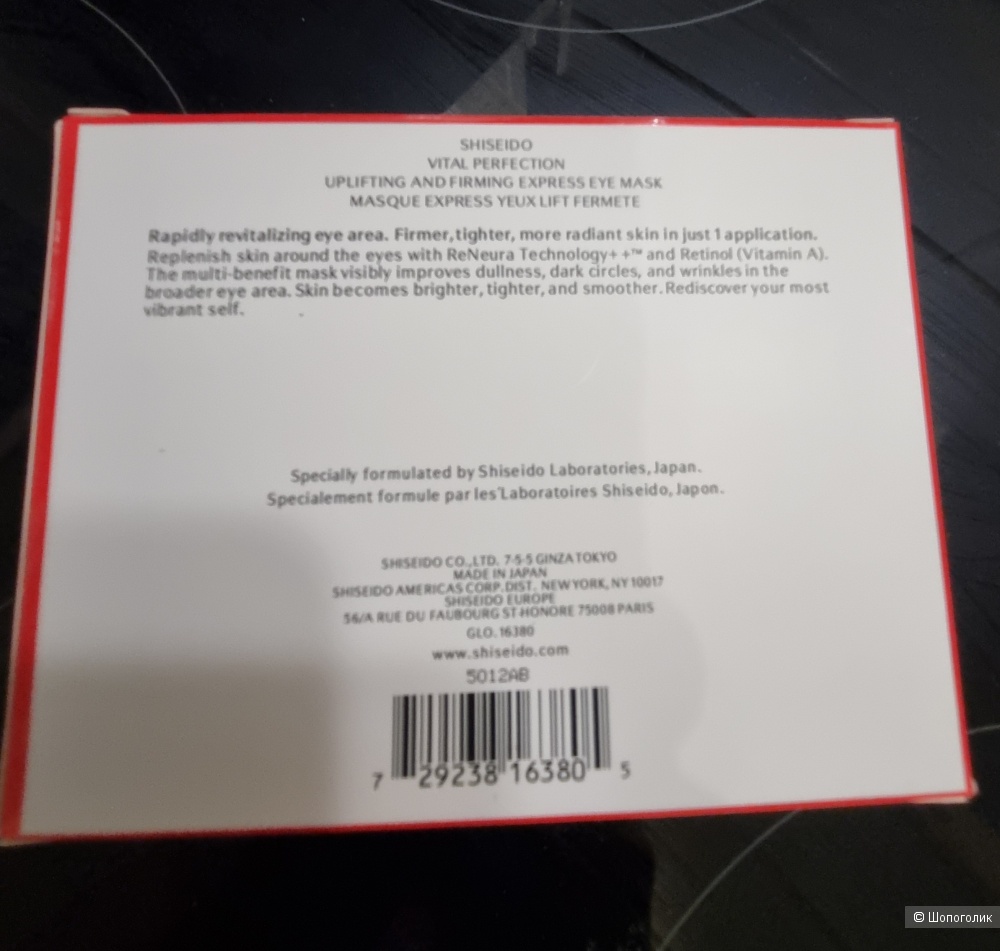 SHISEIDO
VITAL PERFECTION
UPLIFTING AND FIRMING EXPRESS EYE MASK
MASQUE EXPRESS YEUX LIFT FERMETE
Rapidly revitalizing eye area. Firmer,tighter, more radiant skin in just 1 application.
Replenish skin around the eyes with ReNeura Technology+ +™ and Retinol (Vitamin A).
The multi-benefit mask visibly improves dullness, dark circles, and wrinkles in the
broader eye area. Skin becomes brighter, tighter, and smoother. Rediscover your most
vibrant self.
Specially formulated by Shiseido Laboratories, Japan.
Specialement formule par les'Laboratoires Shiseido, Japon.
SHISEIDO CO.,LTD. 7-5-5 GINZA TOKYO
MADE IN JAPAN
SHISEIDO AMERICAS CORP. DIST. NEW YORK, NY 10017
SHISEIDO EUROPE
56/A RUE DU FAUBOURG ST-HONORE 75008 PARIS
GLO. 16380
www.shiseido.com
5012AB
7 29238 16380 5
© Шопоголик